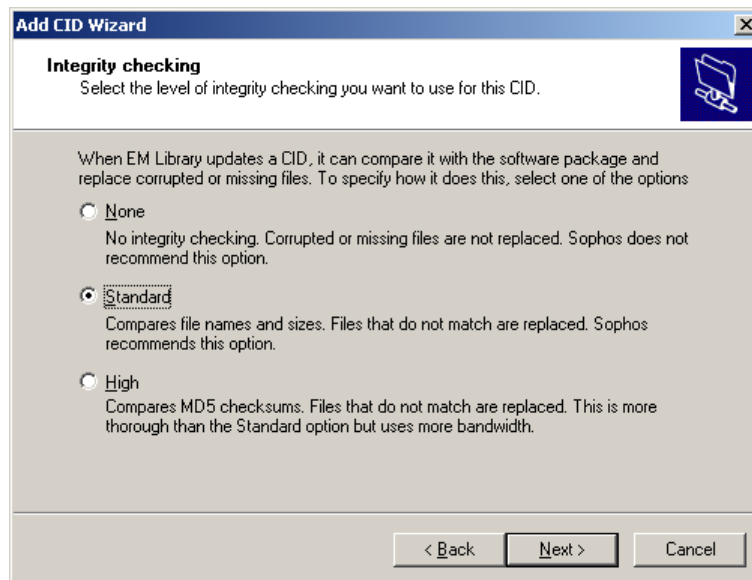 Add CID Wizard
Integrity checking
Select the level of integrity checking you want to use for this CID.
When EM Library updates a CID, it can compare it with the software package and
replace corrupted or missing files. To specify how it does this, select one of the options
None
No integrity checking. Corrupted or missing files are not replaced. Sophos does not
recommend this option.
Standard
Compares file names and sizes. Files that do not match are replaced. Sophos
recommends this option.
High
Compares MD5 checksums. Files that do not match are replaced. This is more
thorough than the Standard option but uses more bandwidth.
< Back
Next >
Cancel